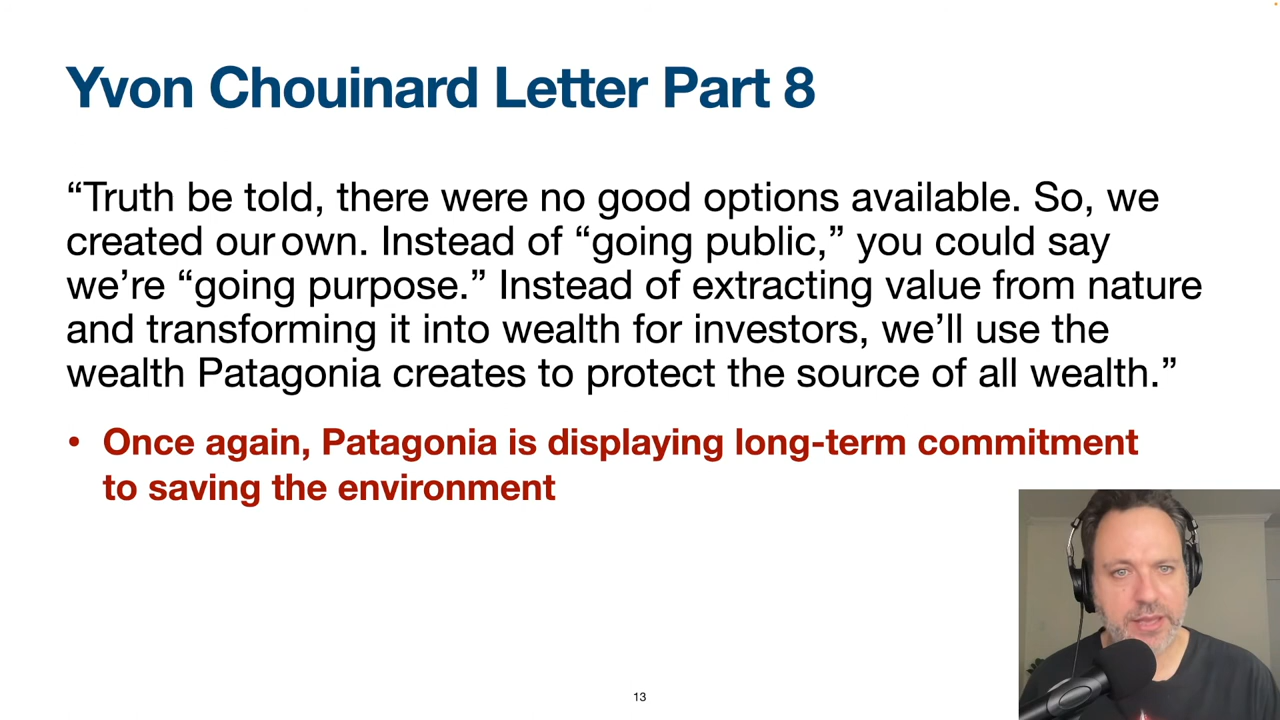 Yvon Chouinard Letter Part 8
“Truth be told, there were no good options available. So, we
created our own. Instead of “going public,” you could say
we’re “going purpose.” Instead of extracting value from nature
and transforming it into wealth for investors, we’ll use the
wealth Patagonia creates to protect the source of all wealth.”
• Once again, Patagonia is displaying long-term commitment
to saving the environment
13